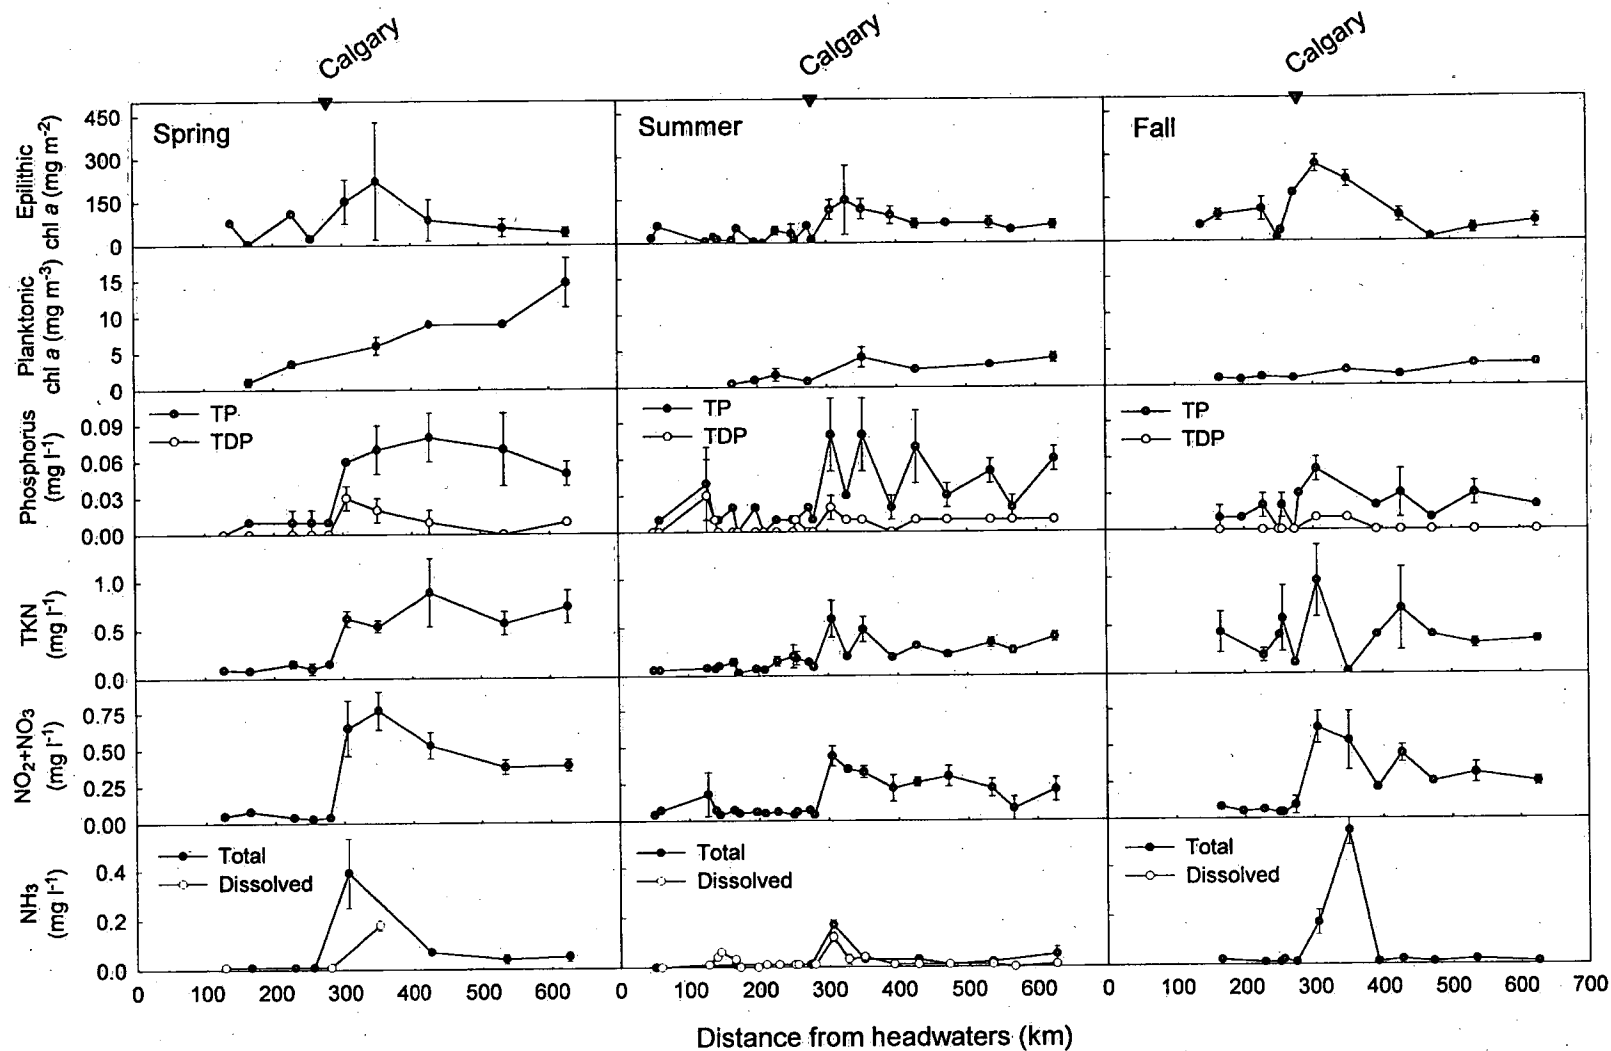 Calgary Calgary Calgary
Spring Summer Fall
Epilithic
chl a (mg m-2)
450
300
150
0
Planktonic
chl a (mg m-3)
15
10
5
0
Phosphorus
(mg l-1)
0.09
0.06
0.03
0.00
TP TP TP
TDP TDP TDP
TKN
(mg l-1)
1.0
0.5
0.0
NO2+NO3
(mg l-1)
0.75
0.50
0.25
0.00
NH3
(mg l-1)
0.4
0.2
0.0
Total Total Total
Dissolved Dissolved Dissolved
0 100 200 300 400 500 600 0 100 200 300 400 500 600 0 100 200 300 400 500 600 700
Distance from headwaters (km)